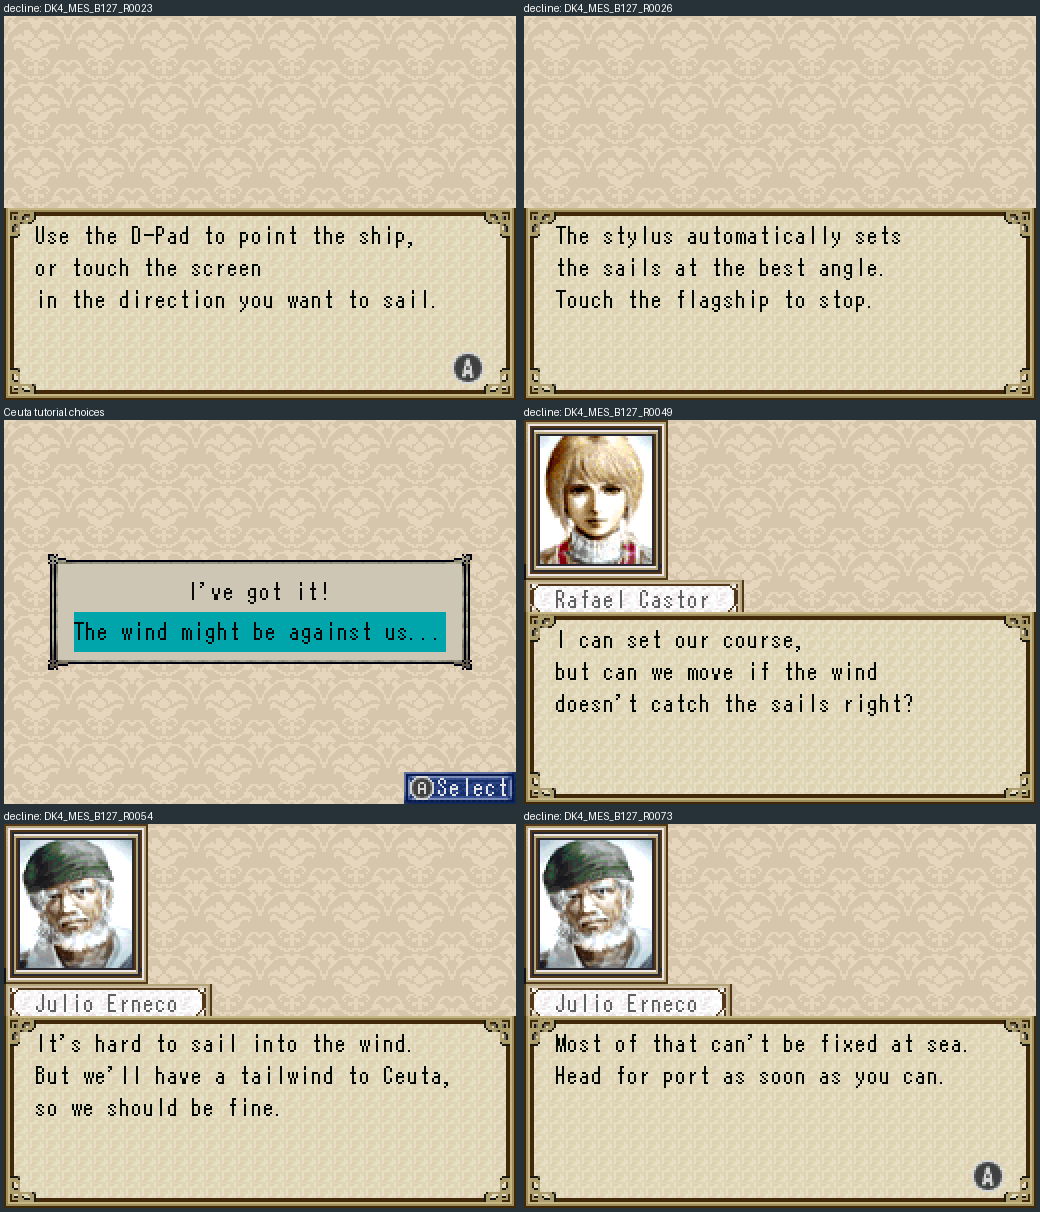 decline: DK4_MES_B127_R0023
Use the D-Pad to point the ship,
or touch the screen
in the direction you want to sail.
A
decline: DK4_MES_B127_R0026
The stylus automatically sets
the sails at the best angle.
Touch the flagship to stop.
Ceuta tutorial choices
I've got it!
The wind might be against us...
A Select
decline: DK4_MES_B127_R0049
Rafael Castor
I can set our course,
but can we move if the wind
doesn't catch the sails right?
decline: DK4_MES_B127_R0054
Julio Erneco
It's hard to sail into the wind.
But we'll have a tailwind to Ceuta,
so we should be fine.
decline: DK4_MES_B127_R0073
Julio Erneco
Most of that can't be fixed at sea.
Head for port as soon as you can.
A